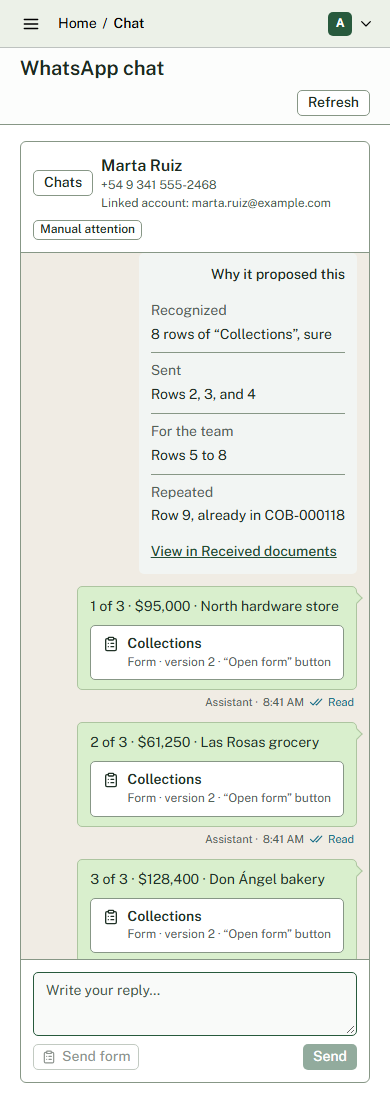 Home / Chat
A
WhatsApp chat
Refresh
Chats
Marta Ruiz
+54 9 341 555-2468
Linked account: marta.ruiz@example.com
Manual attention
Why it proposed this
Recognized
8 rows of “Collections”, sure
Sent
Rows 2, 3, and 4
For the team
Rows 5 to 8
Repeated
Row 9, already in COB-000118
View in Received documents
1 of 3 · $95,000 · North hardware store
Collections
Form · version 2 · “Open form” button
Assistant · 8:41 AM Read
2 of 3 · $61,250 · Las Rosas grocery
Collections
Form · version 2 · “Open form” button
Assistant · 8:41 AM Read
3 of 3 · $128,400 · Don Ángel bakery
Collections
Form · version 2 · “Open form” button
Write your reply...
Send form
Send